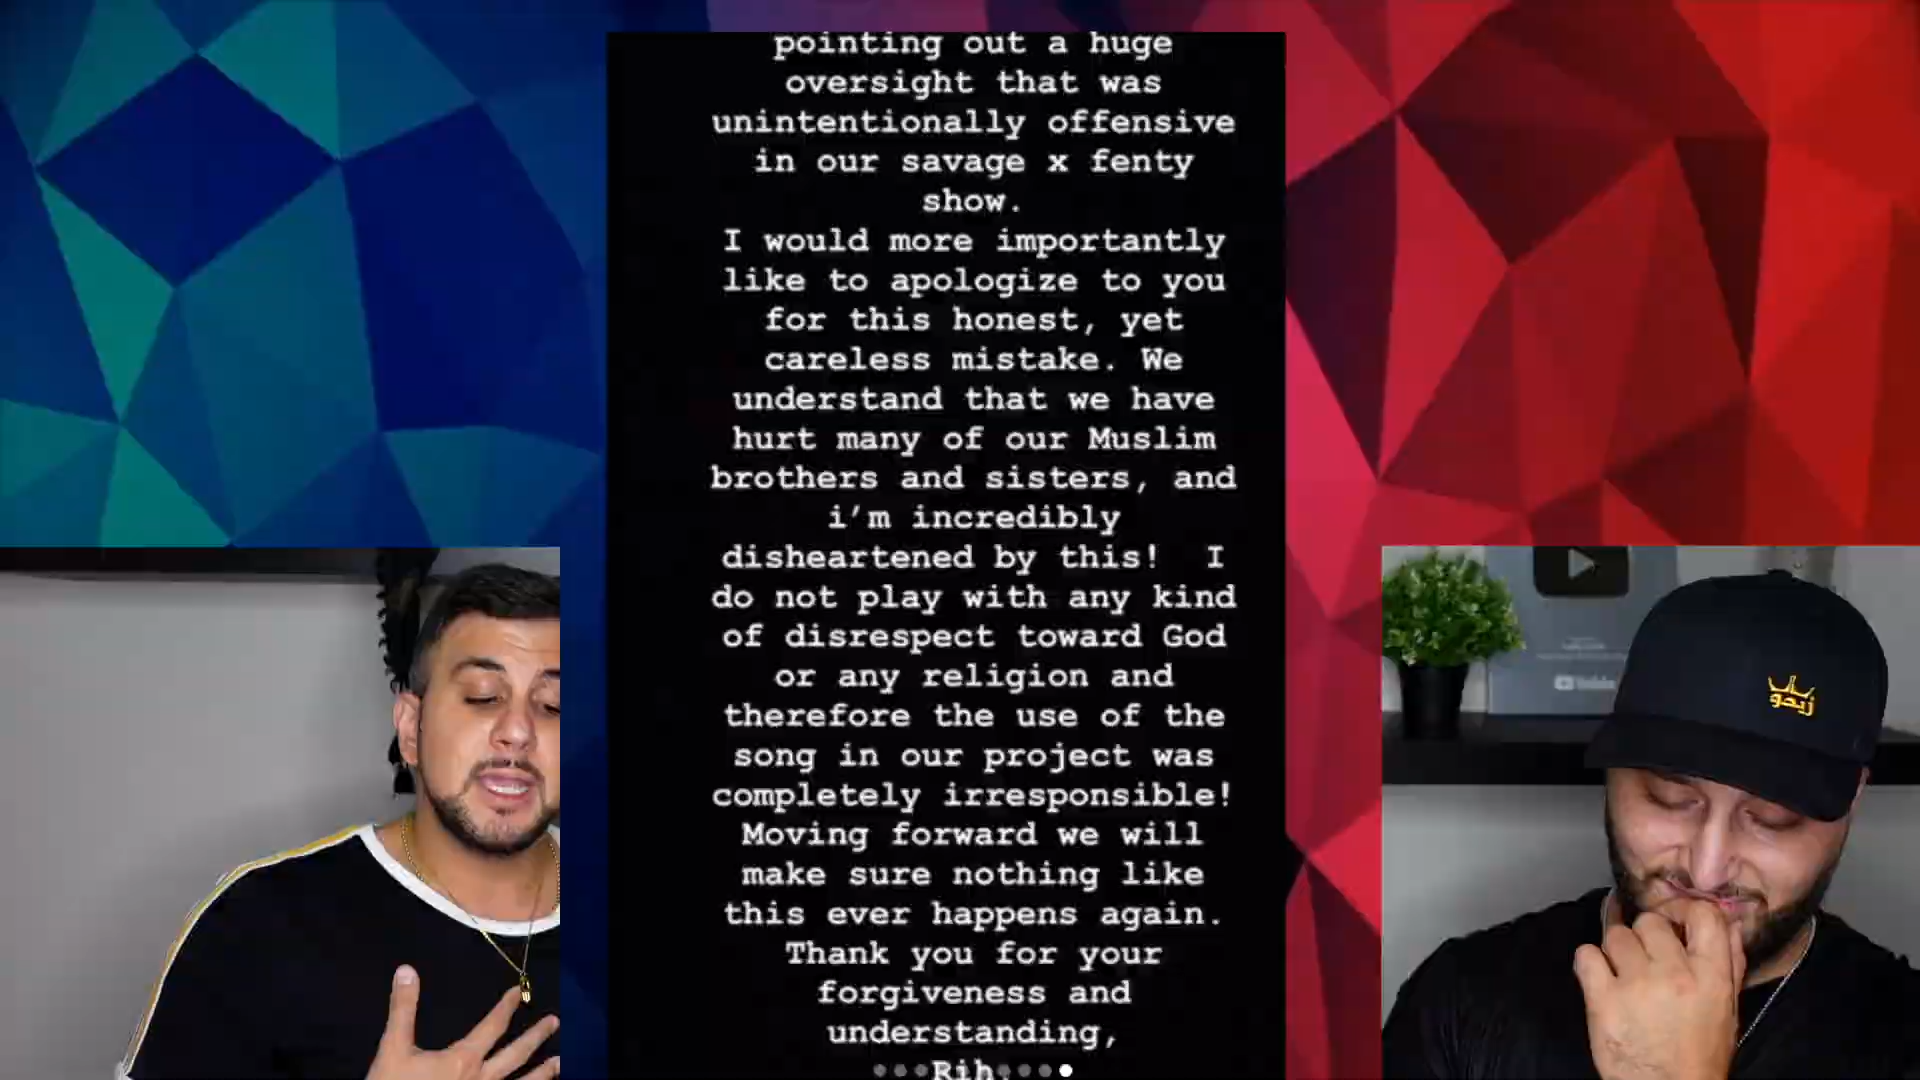 pointing out a huge
oversight that was
unintentionally offensive
in our savage x fenty
show.
I would more importantly
like to apologize to you
for this honest, yet
careless mistake. We
understand that we have
hurt many of our Muslim
brothers and sisters, and
i'm incredibly
disheartened by this! I
do not play with any kind
of disrespect toward God
or any religion and
therefore the use of the
song in our project was
completely irresponsible!
Moving forward we will
make sure nothing like
this ever happens again.
Thank you for your
forgiveness and
understanding,
Rih.
YouTube